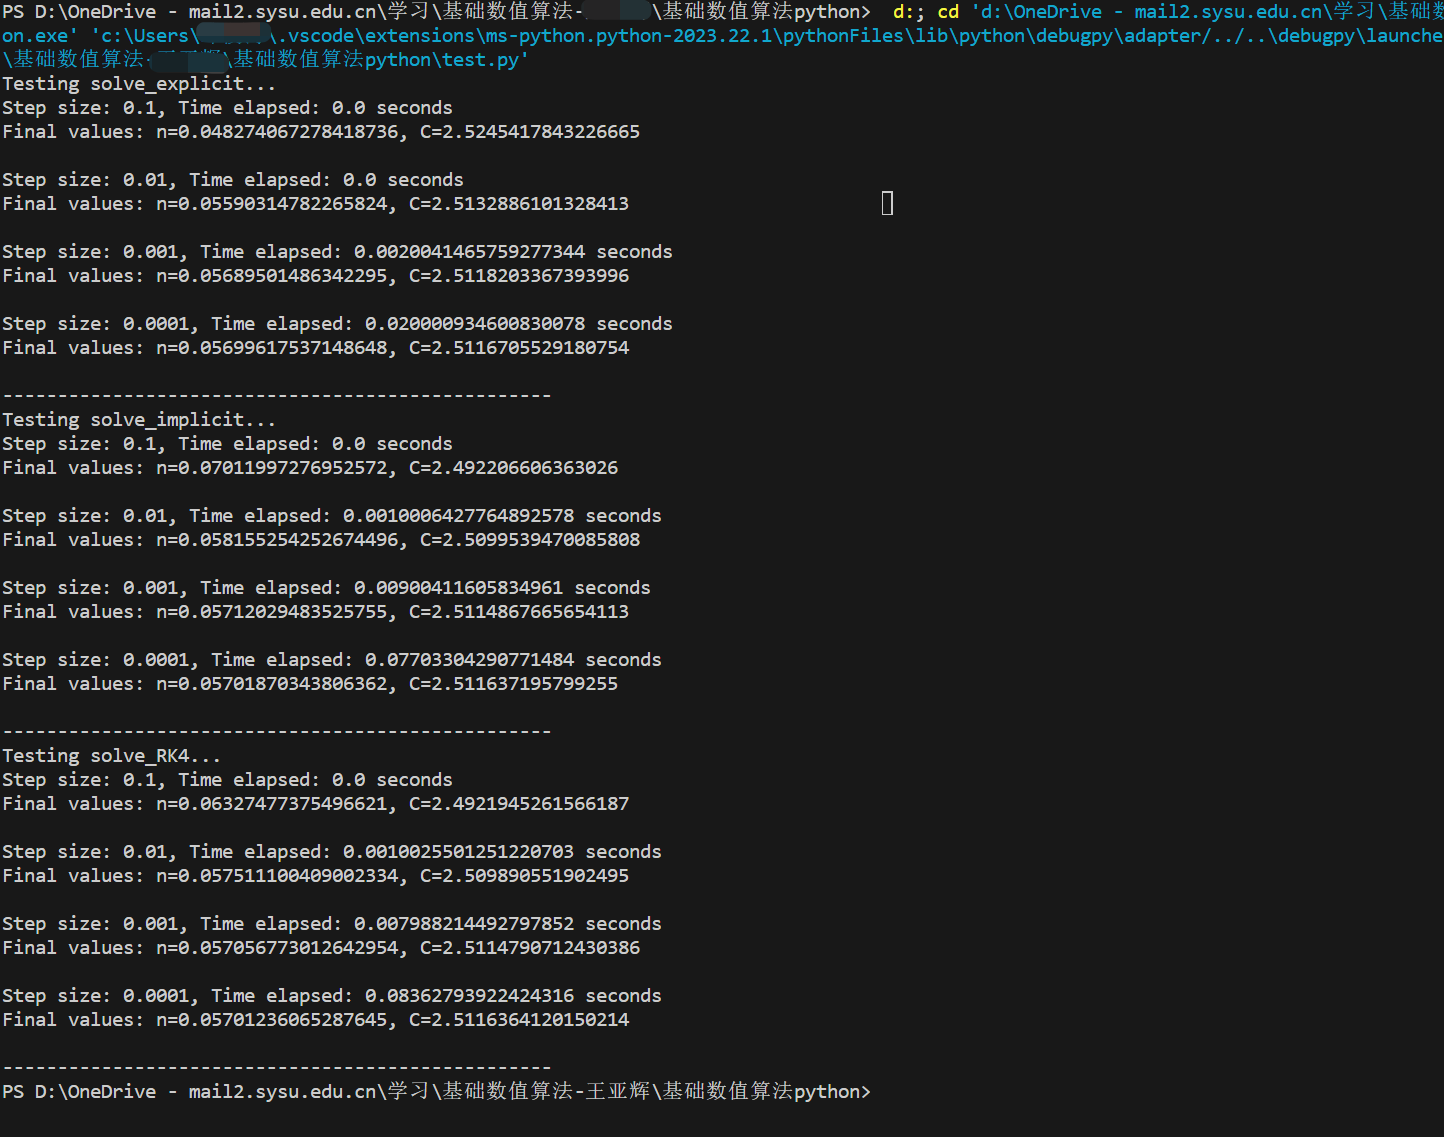 PS D:\OneDrive - mail2.sysu.edu.cn\学习\基础数值算法- \基础数值算法python>  d:; cd 'd:\OneDrive - mail2.sysu.edu.cn\学习\基础数
on.exe' 'c:\Users\ \.vscode\extensions\ms-python.python-2023.22.1\pythonFiles\lib\python\debugpy\adapter/../..\debugpy\launche
\基础数值算法- \基础数值算法python\test.py'
Testing solve_explicit...
Step size: 0.1, Time elapsed: 0.0 seconds
Final values: n=0.048274067278418736, C=2.5245417843226665
Step size: 0.01, Time elapsed: 0.0 seconds
Final values: n=0.05590314782265824, C=2.5132886101328413
Step size: 0.001, Time elapsed: 0.0020041465759277344 seconds
Final values: n=0.05689501486342295, C=2.5118203367393996
Step size: 0.0001, Time elapsed: 0.020000934600830078 seconds
Final values: n=0.05699617537148648, C=2.5116705529180754
--------------------------------------------------
Testing solve_implicit...
Step size: 0.1, Time elapsed: 0.0 seconds
Final values: n=0.07011997276952572, C=2.492206606363026
Step size: 0.01, Time elapsed: 0.0010006427764892578 seconds
Final values: n=0.058155254252674496, C=2.5099539470085808
Step size: 0.001, Time elapsed: 0.00900411605834961 seconds
Final values: n=0.05712029483525755, C=2.5114867665654113
Step size: 0.0001, Time elapsed: 0.07703304290771484 seconds
Final values: n=0.05701870343806362, C=2.511637195799255
--------------------------------------------------
Testing solve_RK4...
Step size: 0.1, Time elapsed: 0.0 seconds
Final values: n=0.06327477375496621, C=2.4921945261566187
Step size: 0.01, Time elapsed: 0.0010025501251220703 seconds
Final values: n=0.057511100409002334, C=2.509890551902495
Step size: 0.001, Time elapsed: 0.007988214492797852 seconds
Final values: n=0.057056773012642954, C=2.5114790712430386
Step size: 0.0001, Time elapsed: 0.08362793922424316 seconds
Final values: n=0.05701236065287645, C=2.5116364120150214
--------------------------------------------------
PS D:\OneDrive - mail2.sysu.edu.cn\学习\基础数值算法-王亚辉\基础数值算法python>